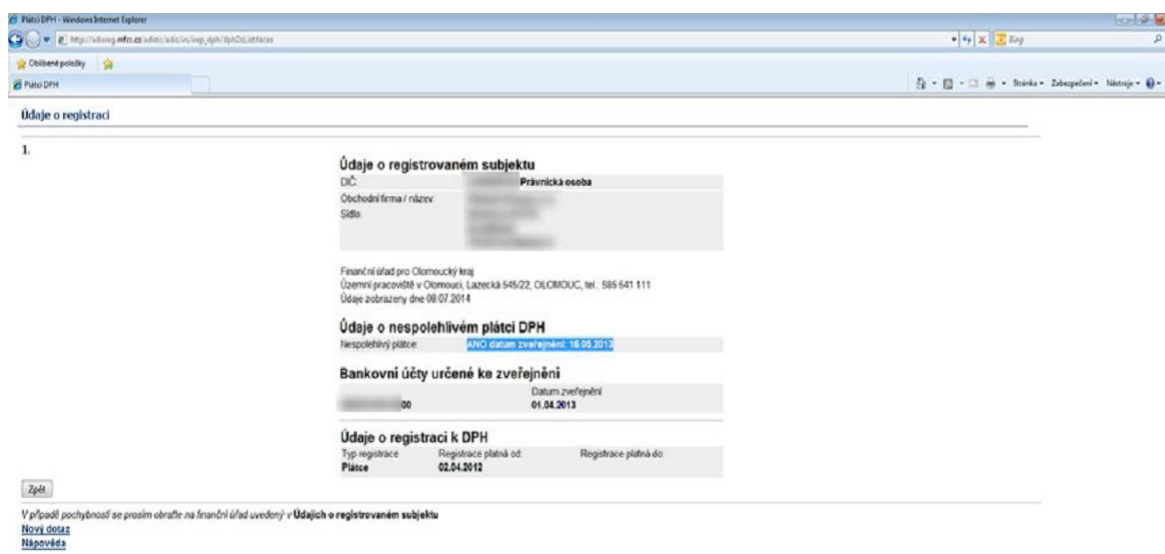 Plátci DPH - Windows Internet Explorer
Bing
Oblíbené položky
Plátci DPH
Stránka Zabezpečení Nástroje
Údaje o registraci
1.
Údaje o registrovaném subjektu
DIČ: Právnická osoba
Obchodní firma / název:
Sídlo:
Finanční úřad pro Olomoucký kraj
Územní pracoviště v Olomouci, Lazecká 545/22, OLOMOUC, tel.: 585 541 111
Údaje zobrazeny dne 08.07.2014
Údaje o nespolehlivém plátci DPH
Nespolehlivý plátce: ANO datum zveřejnění: 16.05.2013
Bankovní účty určené ke zveřejnění
Datum zveřejnění
00 01.04.2013
Údaje o registraci k DPH
Typ registrace Registrace platná od: Registrace platná do:
Plátce 02.04.2012
Zpět
V případě pochybností se prosím obraťte na finanční úřad uvedený v Údajích o registrovaném subjektu
Nový dotaz
Nápověda